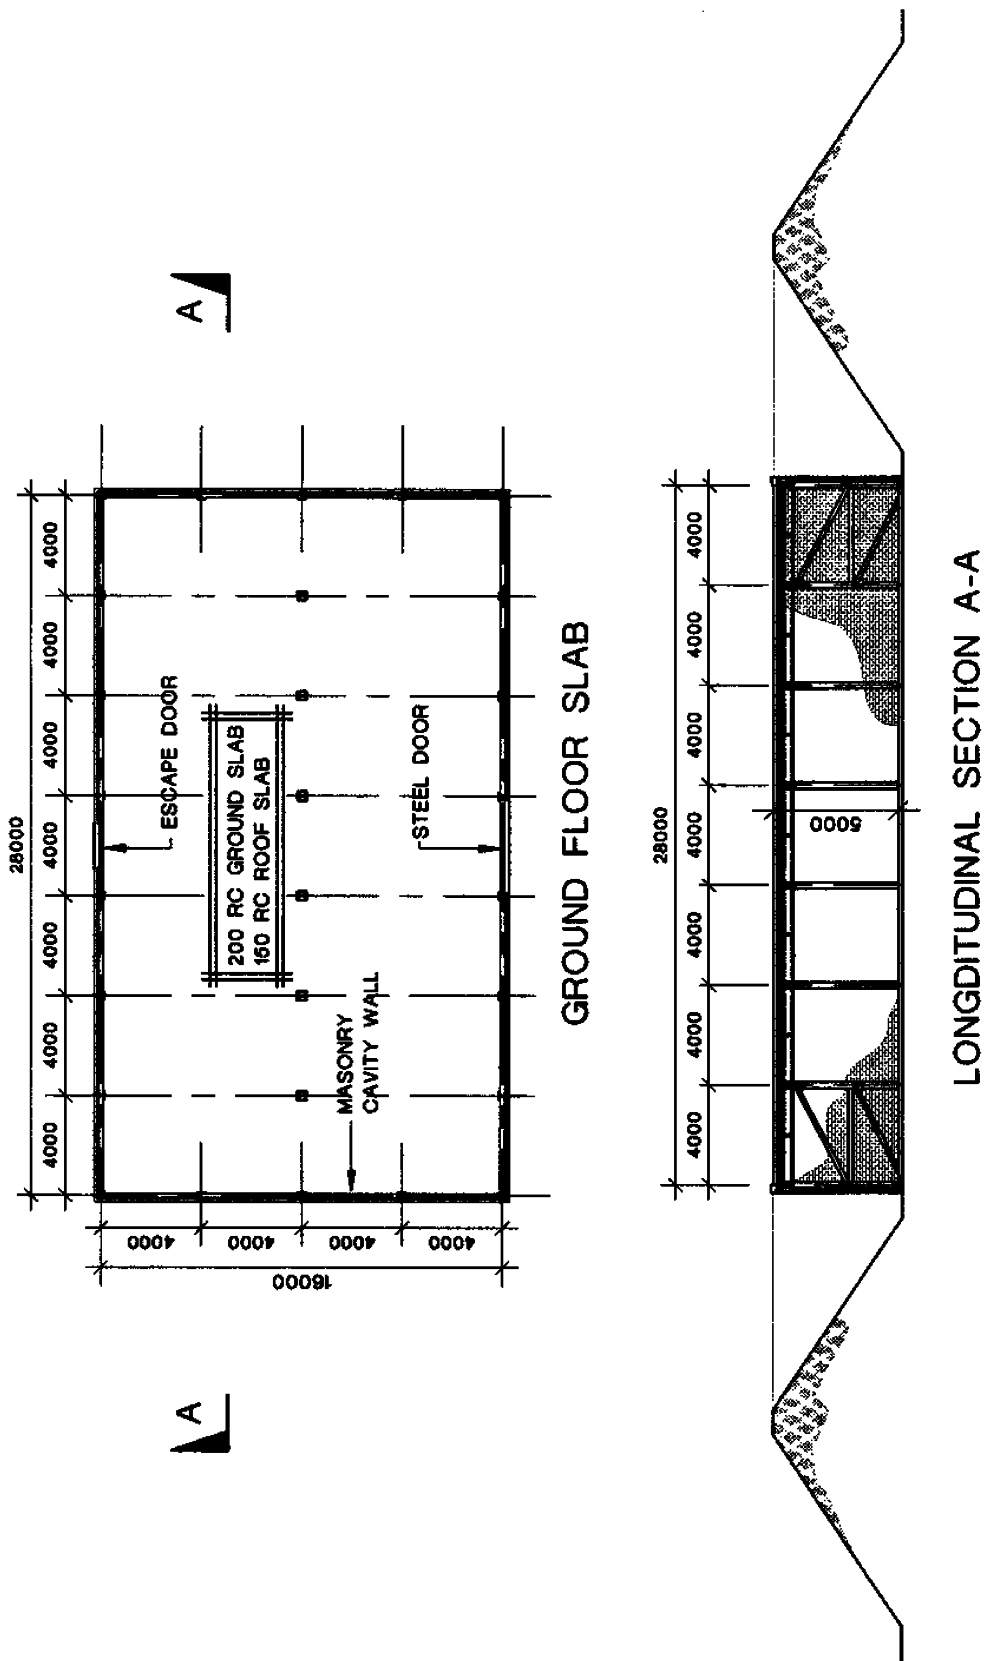 28000
4000 4000 4000 4000 4000 4000 4000
A
A
ESCAPE DOOR
200 RC GROUND SLAB
150 RC ROOF SLAB
16000
4000
4000
4000
4000
MASONRY
CAVITY WALL
STEEL DOOR
GROUND FLOOR SLAB
28000
4000 4000 4000 4000 4000 4000 4000
5000
LONGDITUDINAL SECTION A-A